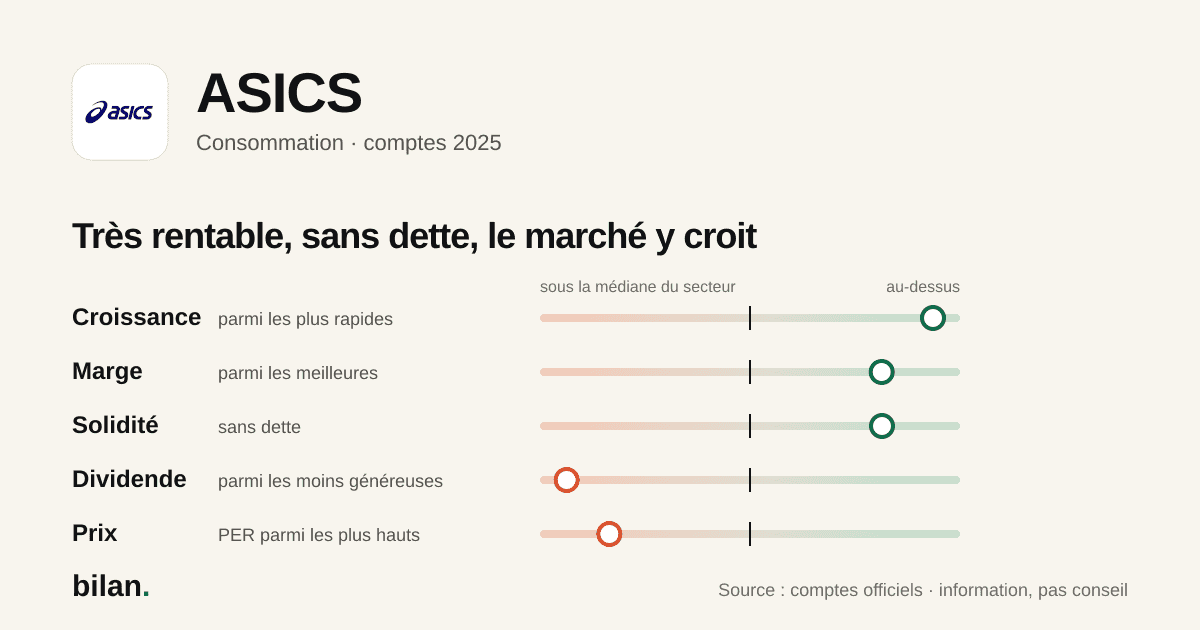 asics
ASICS
Consommation · comptes 2025
Très rentable, sans dette, le marché y croit
sous la médiane du secteur au-dessus
Croissance parmi les plus rapides
Marge parmi les meilleures
Solidité sans dette
Dividende parmi les moins généreuses
Prix PER parmi les plus hauts
bilan.
Source : comptes officiels · information, pas conseil